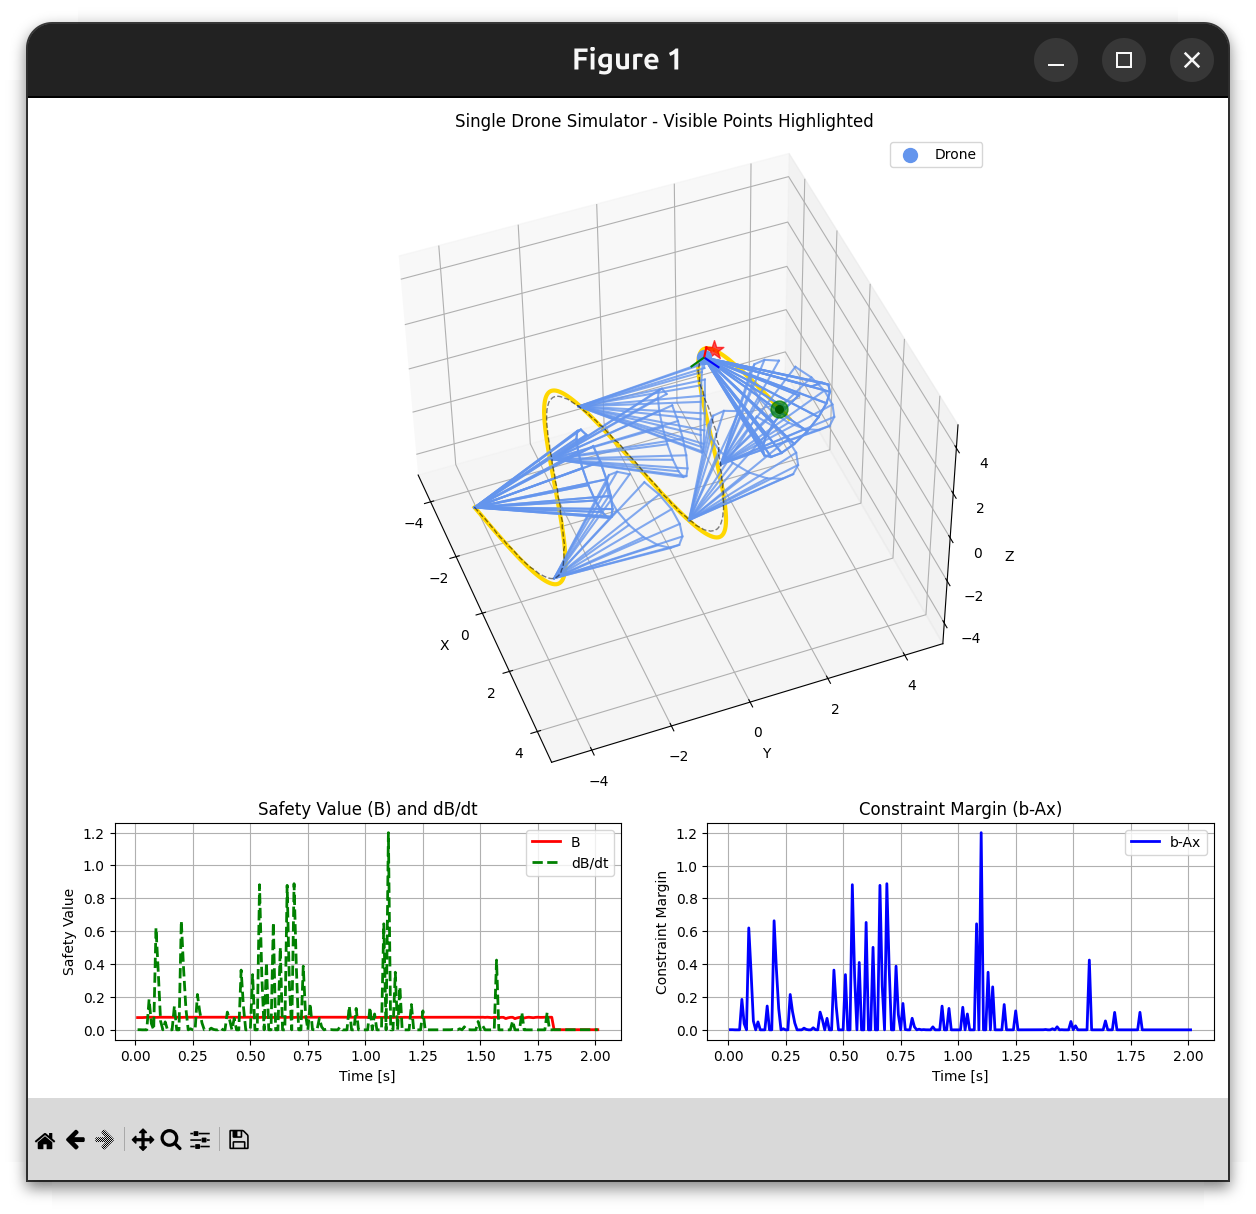 Figure 1
Single Drone Simulator - Visible Points Highlighted
Drone
−4
−2
0
2
4
X
−4
−2
0
2
4
Y
4
2
0
−2
−4
Z
Safety Value (B) and dB/dt
B
dB/dt
1.2
1.0
0.8
0.6
0.4
0.2
0.0
Safety Value
0.00 0.25 0.50 0.75 1.00 1.25 1.50 1.75 2.00
Time [s]
Constraint Margin (b-Ax)
b-Ax
1.2
1.0
0.8
0.6
0.4
0.2
0.0
Constraint Margin
0.00 0.25 0.50 0.75 1.00 1.25 1.50 1.75 2.00
Time [s]